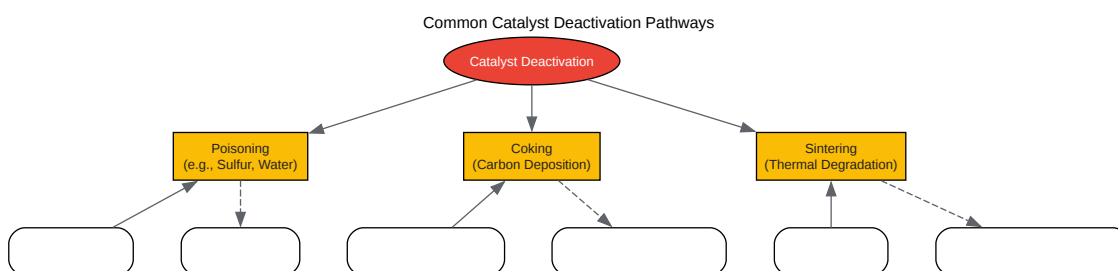 Common Catalyst Deactivation Pathways
Catalyst Deactivation
Poisoning
(e.g., Sulfur, Water)
Coking
(Carbon Deposition)
Sintering
(Thermal Degradation)